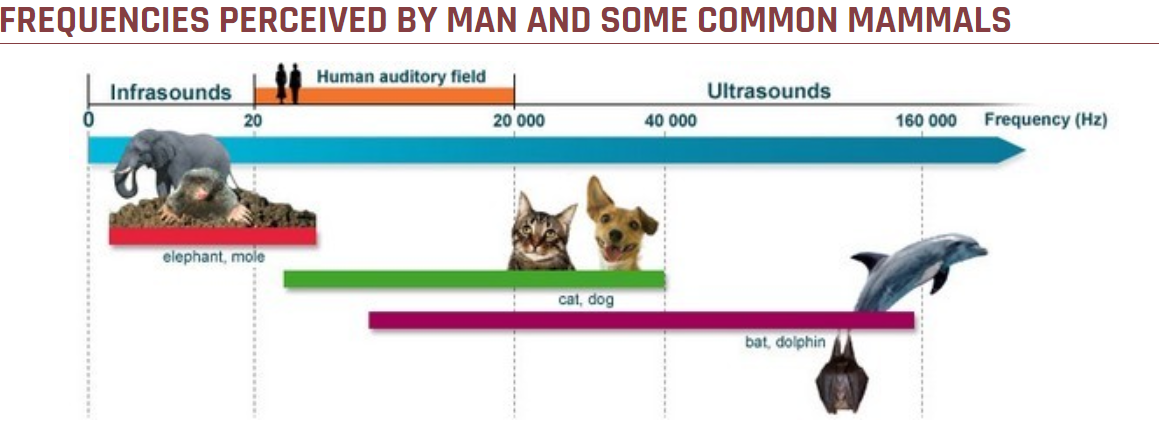 FREQUENCIES PERCEIVED BY MAN AND SOME COMMON MAMMALS
Infrasounds
Human auditory field
Ultrasounds
0 20 20 000 40 000 160 000 Frequency (Hz)
elephant, mole
cat, dog
bat, dolphin